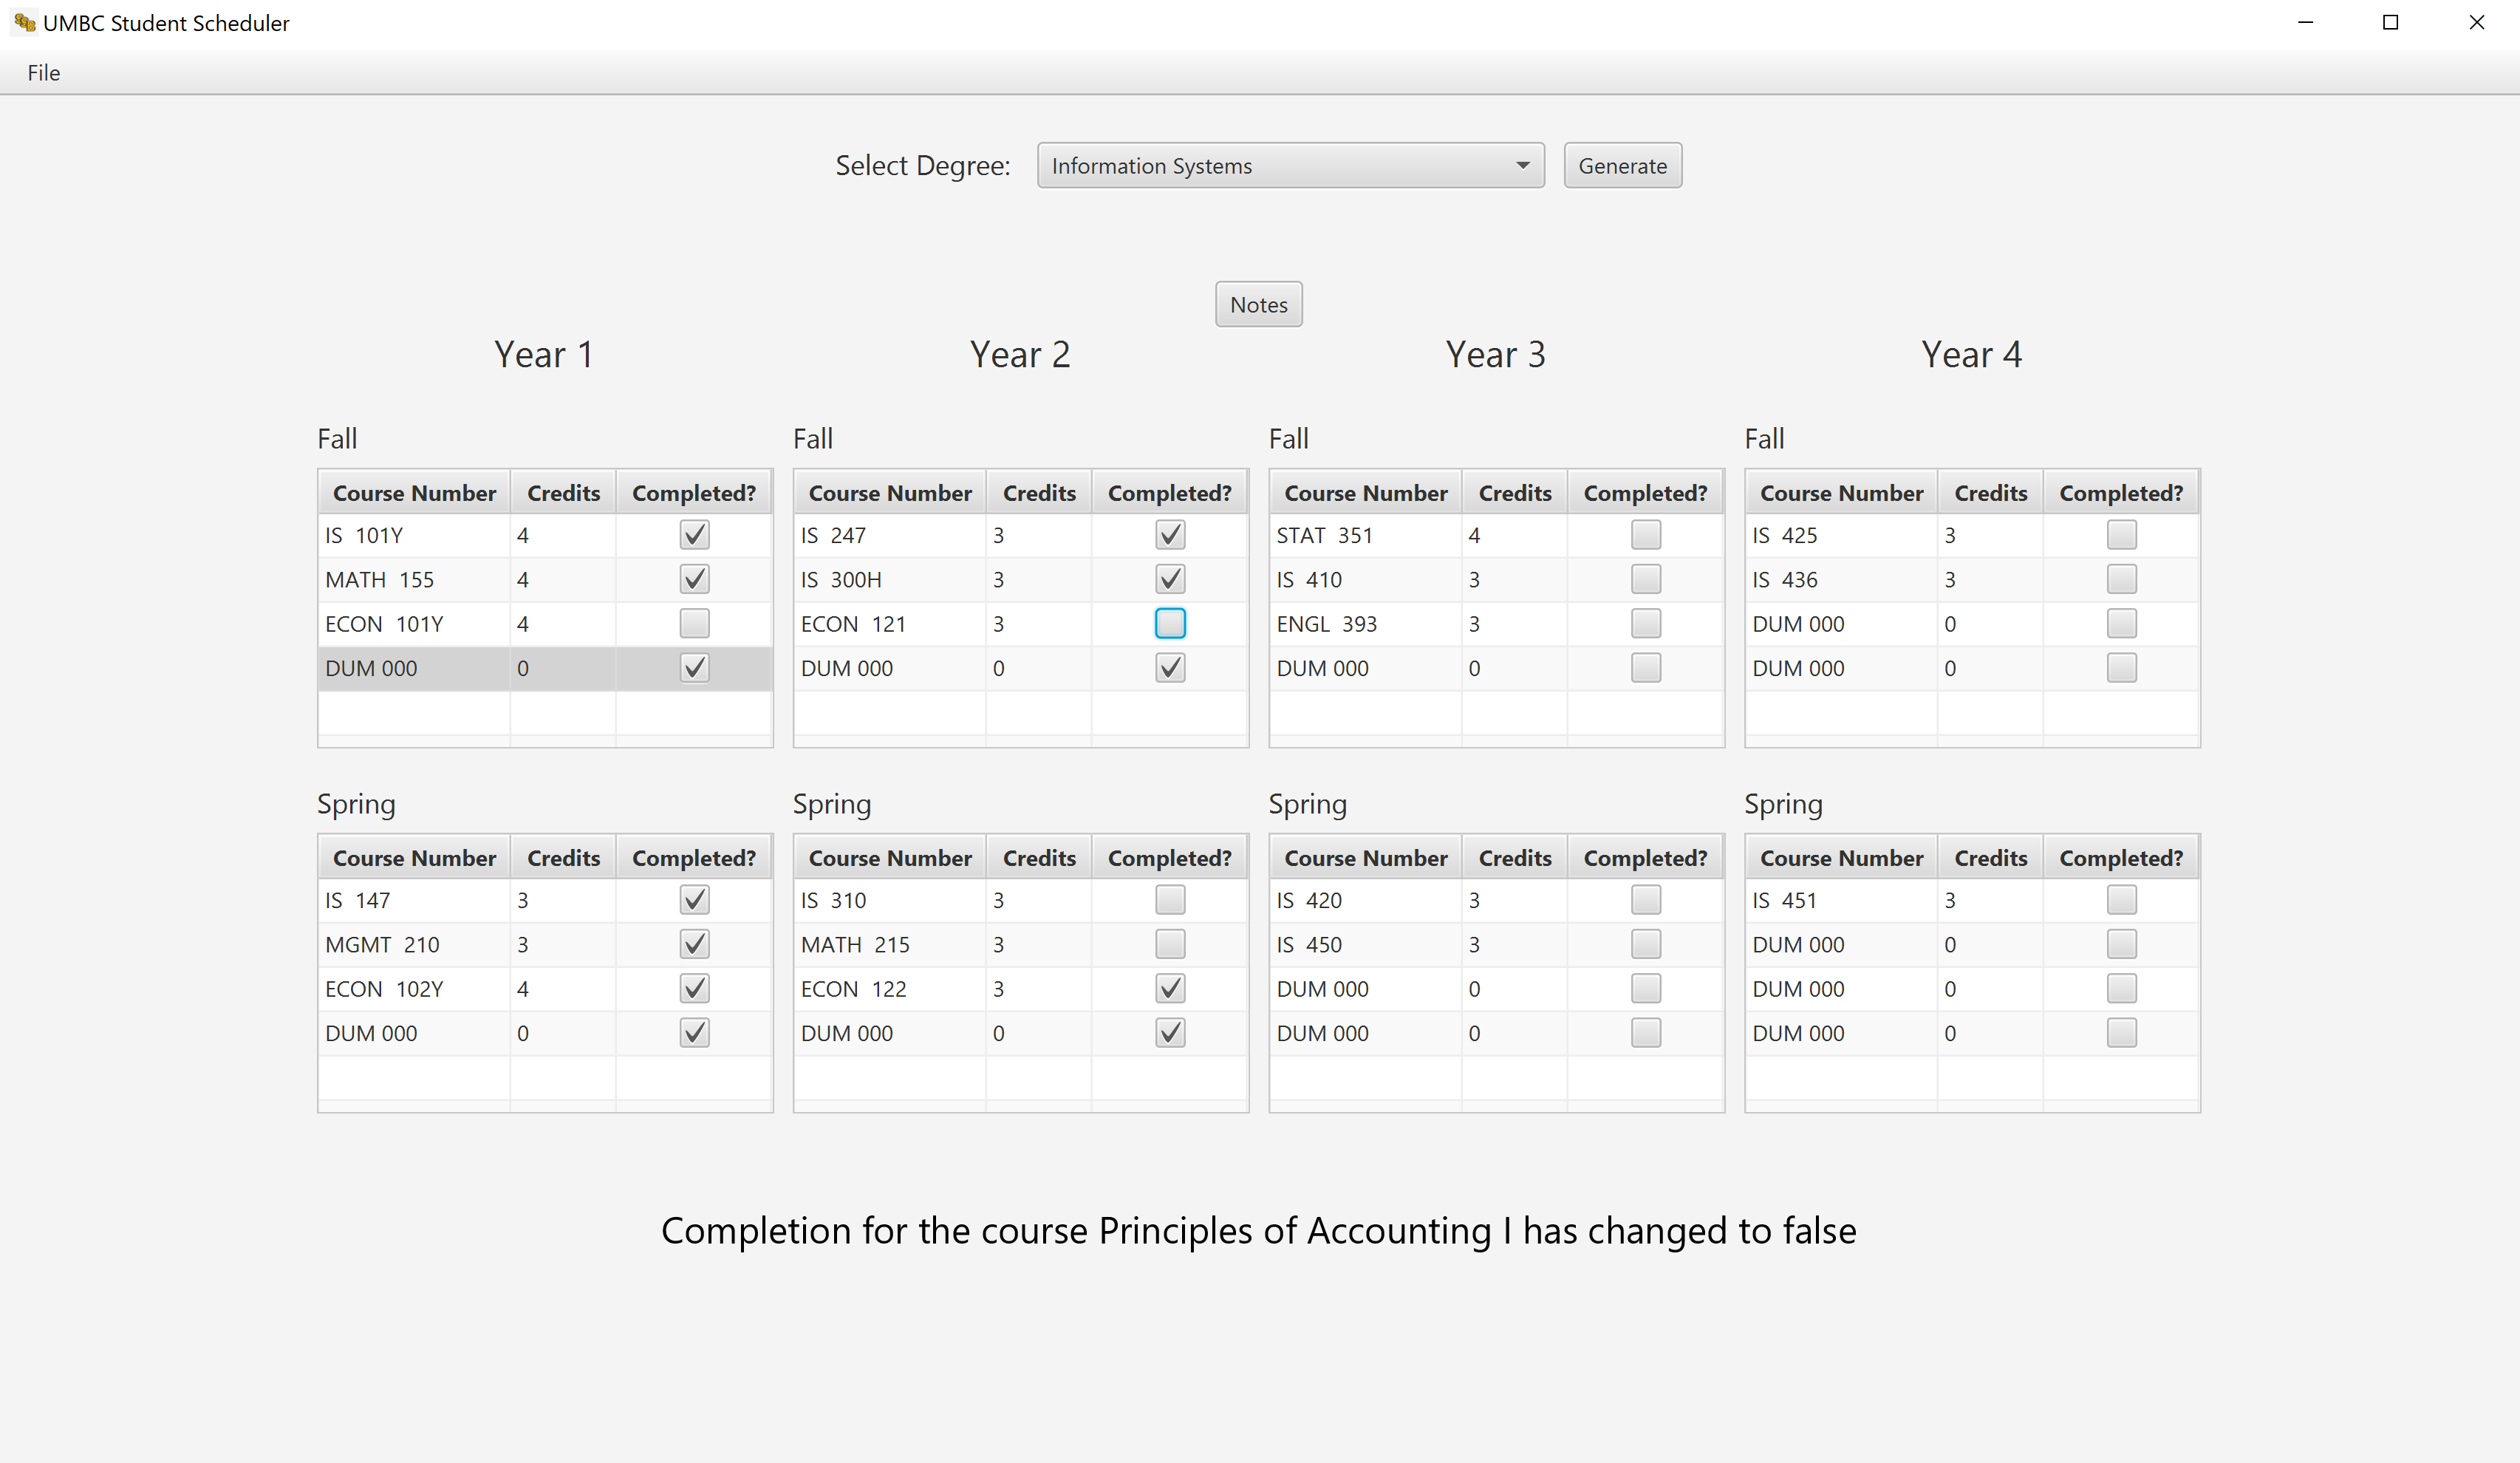 UMBC Student Scheduler
File
Select Degree: Information Systems Generate
Notes
Year 1 Year 2 Year 3 Year 4
Fall Fall Fall Fall
Course Number Credits Completed? Course Number Credits Completed? Course Number Credits Completed? Course Number Credits Completed?
IS 101Y 4 IS 247 3 STAT 351 4 IS 425 3
MATH 155 4 IS 300H 3 IS 410 3 IS 436 3
ECON 101Y 4 ECON 121 3 ENGL 393 3 DUM 000 0
DUM 000 0 DUM 000 0 DUM 000 0 DUM 000 0
Spring Spring Spring Spring
Course Number Credits Completed? Course Number Credits Completed? Course Number Credits Completed? Course Number Credits Completed?
IS 147 3 IS 310 3 IS 420 3 IS 451 3
MGMT 210 3 MATH 215 3 IS 450 3 DUM 000 0
ECON 102Y 4 ECON 122 3 DUM 000 0 DUM 000 0
DUM 000 0 DUM 000 0 DUM 000 0 DUM 000 0
Completion for the course Principles of Accounting I has changed to false